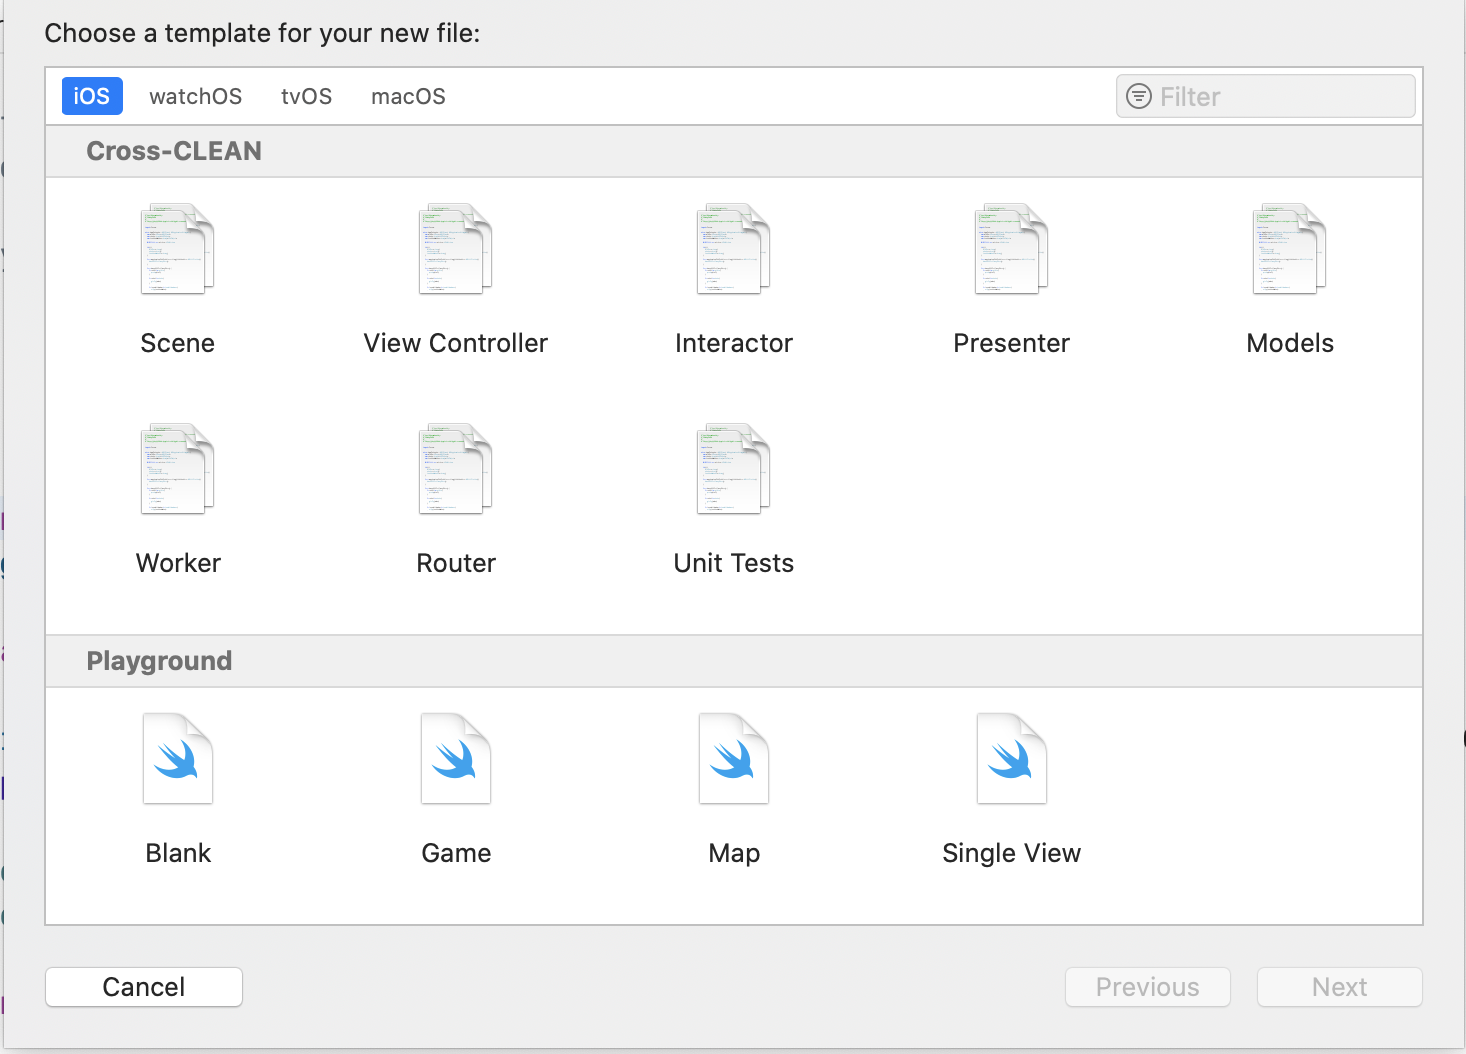 Choose a template for your new file:
iOS watchOS tvOS macOS Filter
Cross-CLEAN
Scene View Controller Interactor Presenter Models
Worker Router Unit Tests
Playground
Blank Game Map Single View
Cancel Previous Next